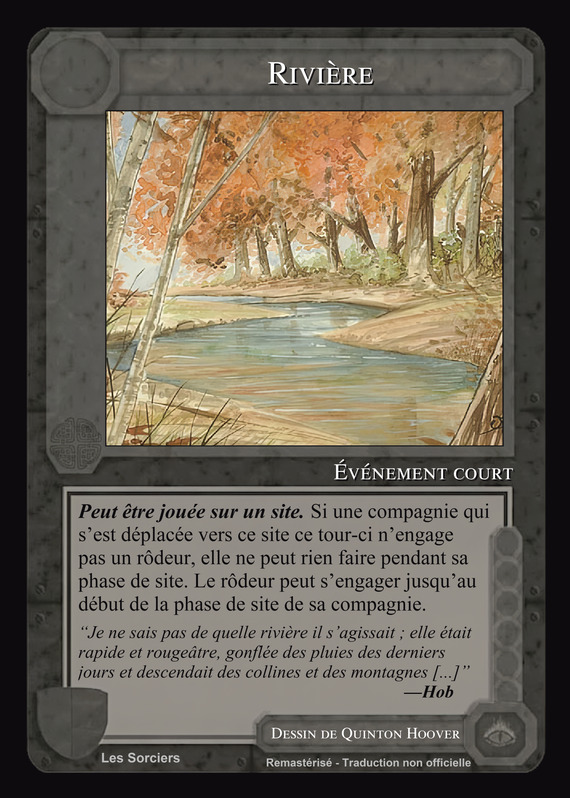 Rivière
Événement court
Peut être jouée sur un site. Si une compagnie qui
s’est déplacée vers ce site ce tour-ci n’engage
pas un rôdeur, elle ne peut rien faire pendant sa
phase de site. Le rôdeur peut s’engager jusqu’au
début de la phase de site de sa compagnie.
“Je ne sais pas de quelle rivière il s’agissait ; elle était
rapide et rougeâtre, gonflée des pluies des derniers
jours et descendait des collines et des montagnes [...]”
—Hob
Dessin de Quinton Hoover
Les Sorciers
Remastérisé - Traduction non officielle